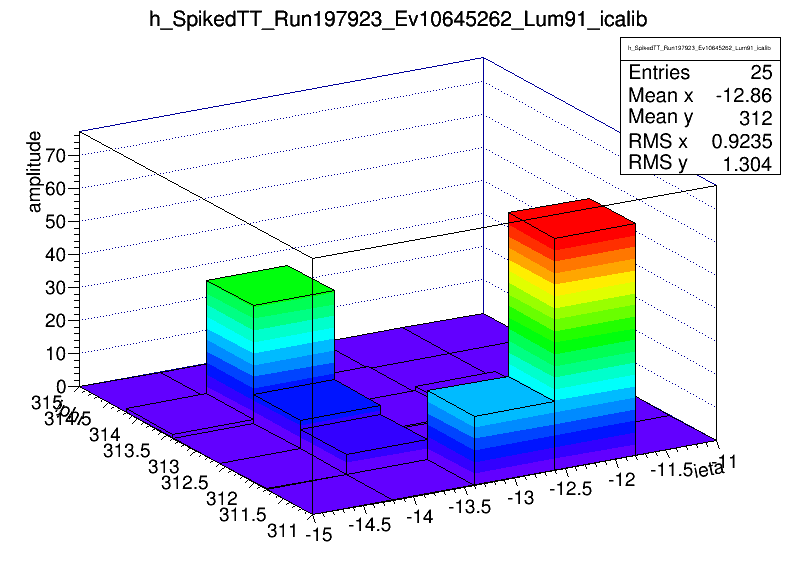 h_SpikedTT_Run197923_Ev10645262_Lum91_icalib
h_SpikedTT_Run197923_Ev10645262_Lum91_icalib
Entries 25
Mean x -12.86
Mean y 312
RMS x 0.9235
RMS y 1.304
amplitude
70
60
50
40
30
20
10
0
315
314
313.5
313
312.5
312
311.5
311
-15
-14.5
-14
-13.5
-13
-12.5
-12
-11.5
ieta
-11